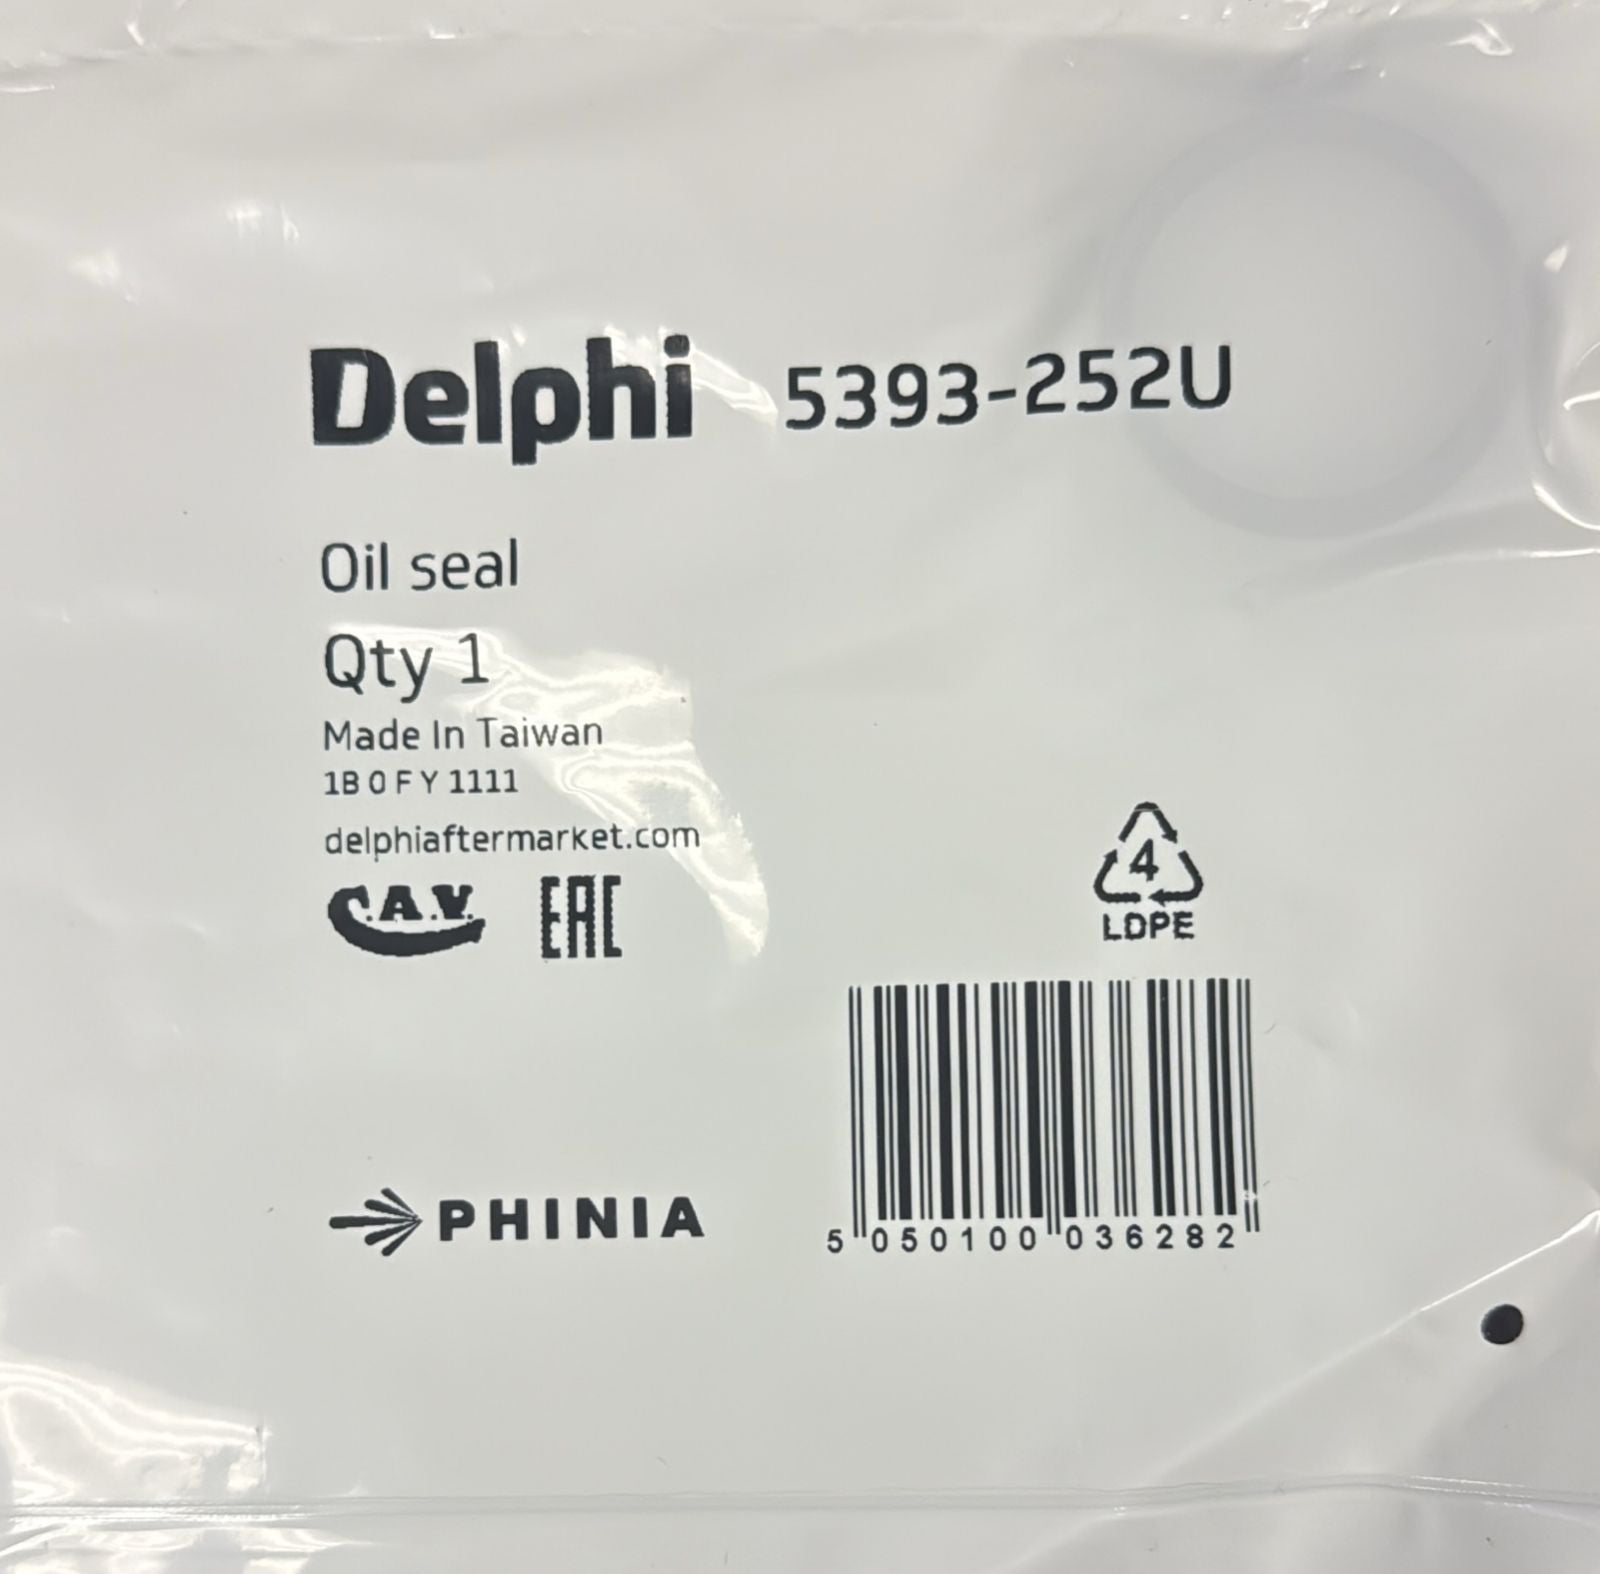 Delphi 5393-252U
Oil seal
Qty 1
Made In Taiwan
1B 0 F Y 1111
delphiaftermarket.com
C.A.V. EAC
4
LDPE
PHINIA
5 050100 036282